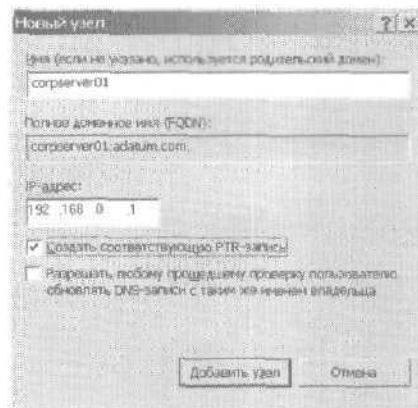 Новый узел
Имя (если не указано, используется родительский домен):
corpserver01
Полное доменное имя (FQDN):
corpserver01.adatum.com.
IP-адрес:
192 .168 .0 .1
Создать соответствующую PTR-запись
Разрешать любому прошедшему проверку пользователю
обновлять DNS-записи с таким же именем владельца
Добавить узел
Отмена